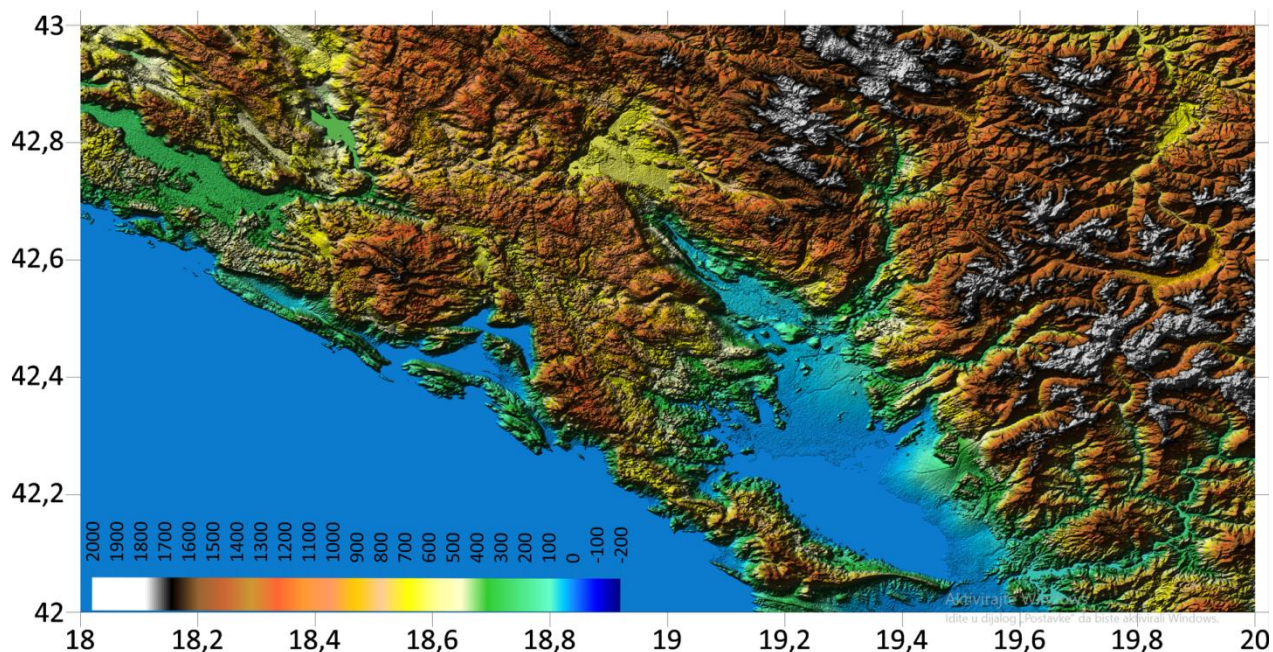 43
42,8
42,6
42,4
42,2
42
2000 1900 1800 1700 1600 1500 1400 1300 1200 1100 1000 900 800 700 600 500 400 300 200 100 0 -100 -200
Aktivirajte Windows
Idite u dijalog „Postavke“ da biste aktivirali Windows.
18 18,2 18,4 18,6 18,8 19 19,2 19,4 19,6 19,8 20